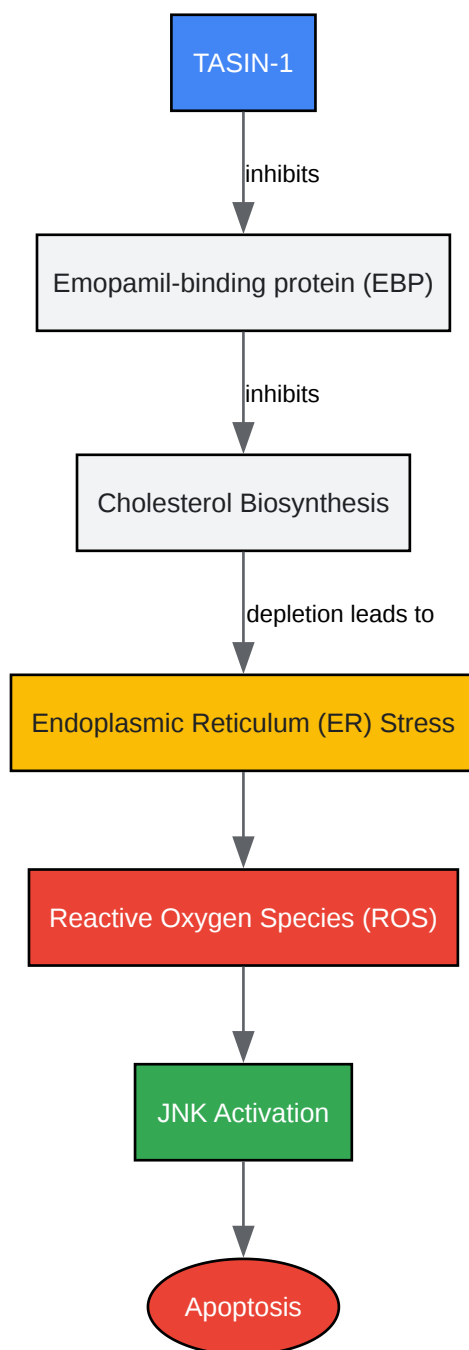 TASIN-1
inhibits
Emopamil-binding protein (EBP)
inhibits
Cholesterol Biosynthesis
depletion leads to
Endoplasmic Reticulum (ER) Stress
Reactive Oxygen Species (ROS)
JNK Activation
Apoptosis